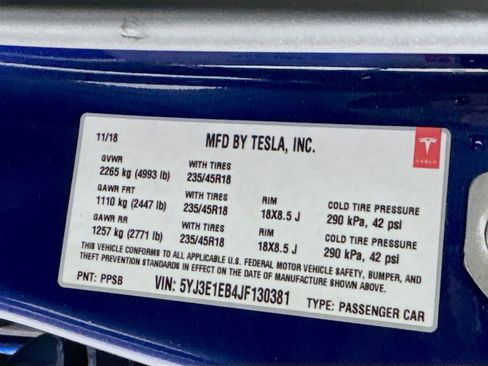 11/18 MFD BY TESLA, INC.
TESLA
GVWR WITH TIRES
2265 kg (4993 lb) 235/45R18
GAWR FRT WITH TIRES RIM COLD TIRE PRESSURE
1110 kg (2447 lb) 235/45R18 18X8.5 J 290 kPa, 42 psi
GAWR RR WITH TIRES RIM COLD TIRE PRESSURE
1257 kg (2771 lb) 235/45R18 18X8.5 J 290 kPa, 42 psi
THIS VEHICLE CONFORMS TO ALL APPLICABLE U.S. FEDERAL MOTOR VEHICLE SAFETY, BUMPER, AND
THEFT PREVENTION STANDARDS IN EFFECT ON THE DATE OF MANUFACTURE SHOWN ABOVE.
PNT: PPSB VIN: 5YJ3E1EB4JF130381 TYPE: PASSENGER CAR